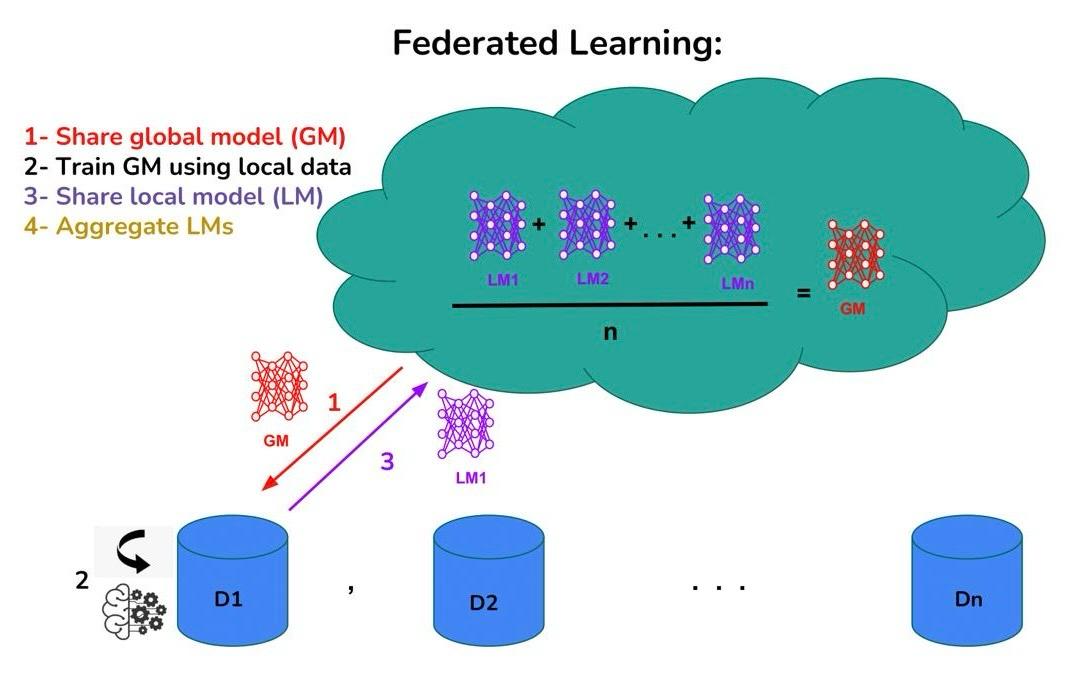 Federated Learning:
1- Share global model (GM)
2- Train GM using local data
3- Share local model (LM)
4- Aggregate LMs
+ + . . . +
LM1 LM2 LMn
=
GM
n
1
GM
3
LM1
2
D1 , D2 . . . Dn